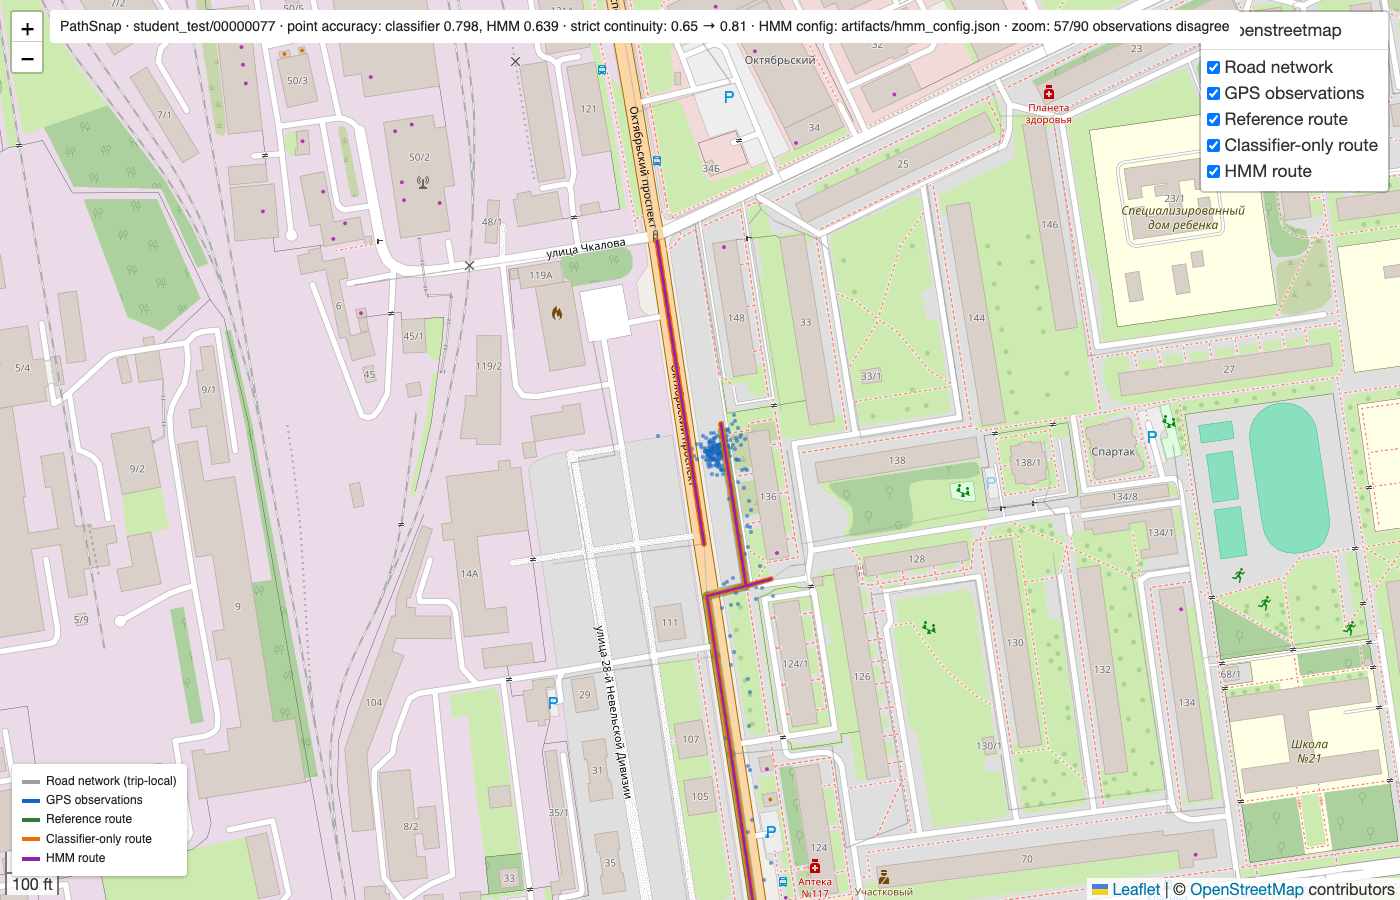 PathSnap · student_test/00000077 · point accuracy: classifier 0.798, HMM 0.639 · strict continuity: 0.65 → 0.81 · HMM config: artifacts/hmm_config.json · zoom: 57/90 observations disagree
+
−
penstreetmap
Road network
GPS observations
Reference route
Classifier-only route
HMM route
7/1
50/3
50/2
121
48/1
119А
улица Чкалова
Октябрьский проспект
Октябрьский проспект
Октябрьский
32
23
34
34Б
25
Планета
здоровья
146
23/1
Специализированный
дом ребенка
6
45/1
45
119/2
148
33
33/1
144
27
5/4
9/1
9/2
138
138/1
Спартак
P
P
P
134/8
134/1
136
14А
128
5/9
9
111
124/1
126
130
132
134
68/1
улица 28-й Невельской Дивизии
29
P
107
130/1
Школа
№21
104
31
105
P
35/1
8/2
35
33
124
70
Аптека
№117
Участковый
Road network (trip-local)
GPS observations
Reference route
Classifier-only route
HMM route
100 ft
Leaflet | © OpenStreetMap contributors